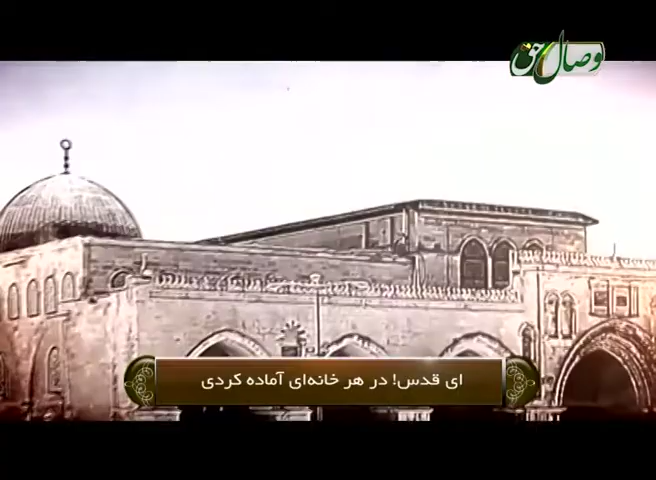 وصال حق
ای قدس! در هر خانه‌ای آماده کردی